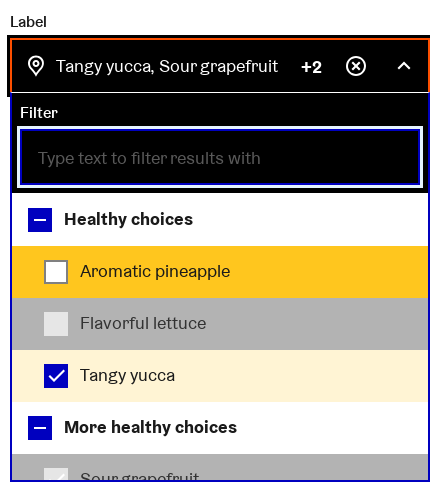 Label
Tangy yucca, Sour grapefruit +2
Filter
Type text to filter results with
Healthy choices
Aromatic pineapple
Flavorful lettuce
Tangy yucca
More healthy choices
Sour grapefruit